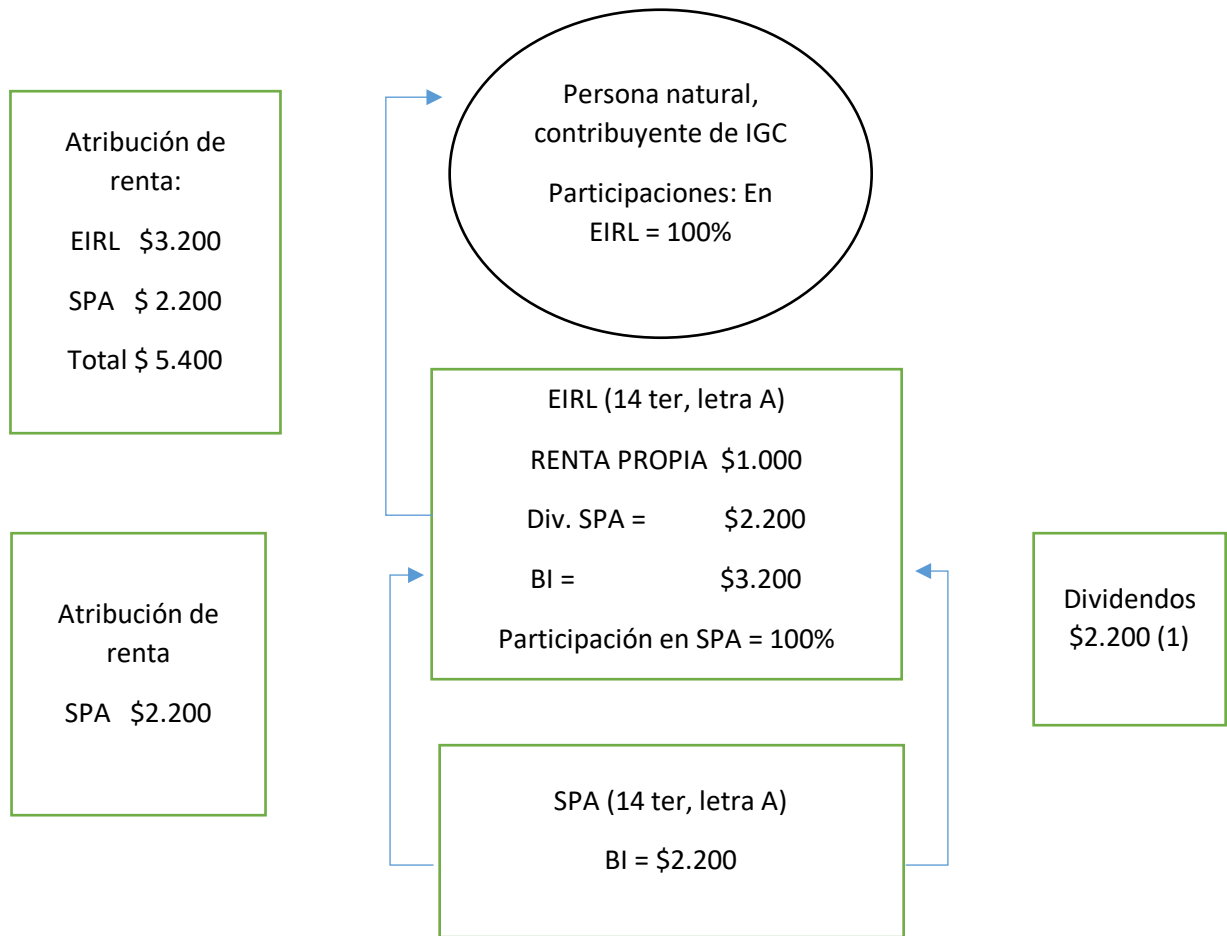 Persona natural,
contribuyente de IGC
Participaciones: En
EIRL = 100%
Atribución de
renta:
EIRL $3.200
SPA $ 2.200
Total $ 5.400
EIRL (14 ter, letra A)
RENTA PROPIA $1.000
Div. SPA = $2.200
BI = $3.200
Participación en SPA = 100%
Atribución de
renta
SPA $2.200
Dividendos
$2.200 (1)
SPA (14 ter, letra A)
BI = $2.200